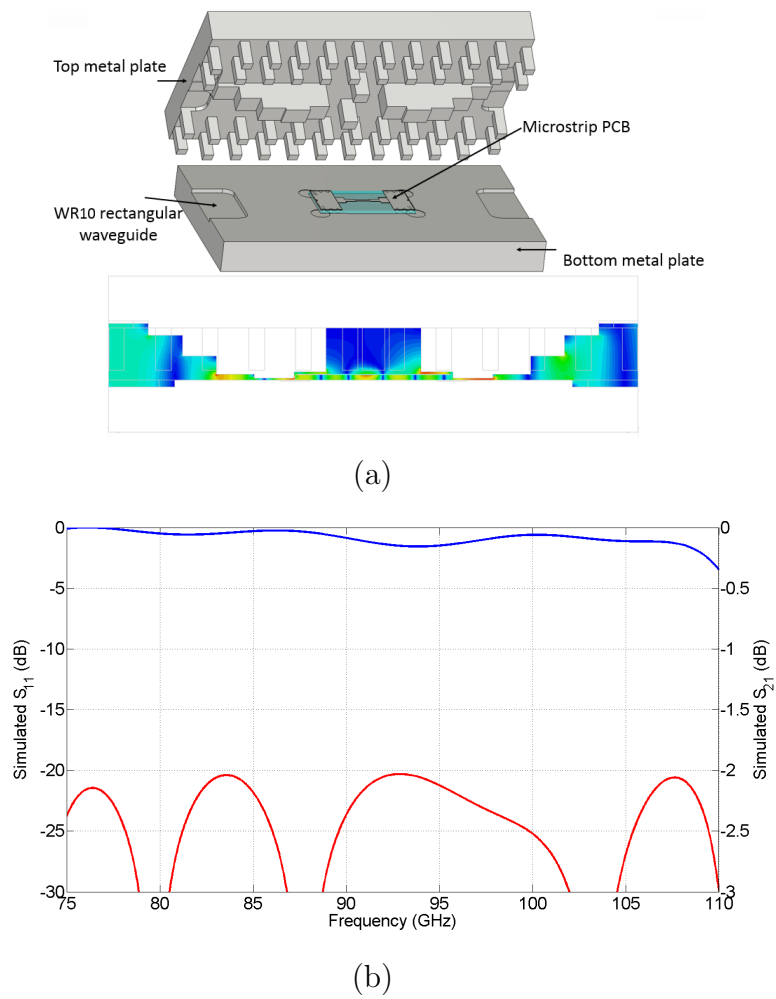 Top metal plate
Microstrip PCB
WR10 rectangular
waveguide
Bottom metal plate
(a)
Simulated S11 (dB)
0
-5
-10
-15
-20
-25
-30
0
-0.5
-1
-1.5
-2
-2.5
-3
Simulated S21 (dB)
75 80 85 90 95 100 105 110
Frequency (GHz)
(b)